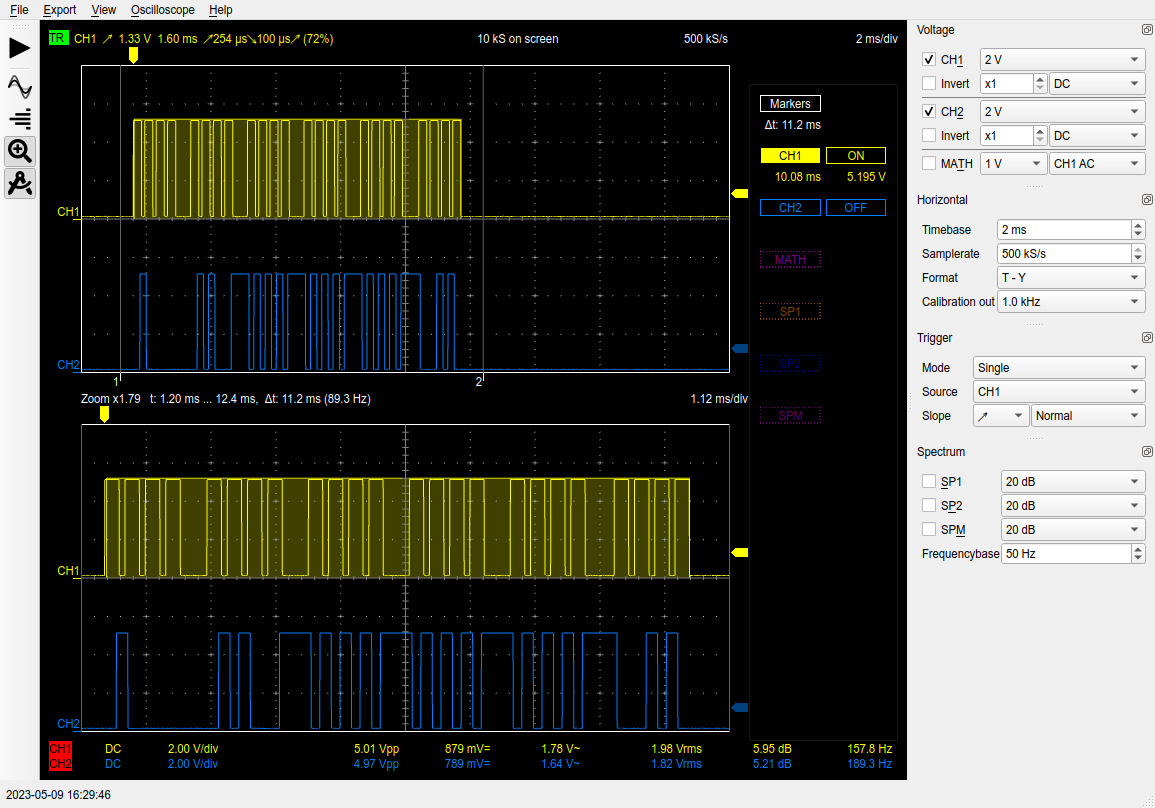 File Export View Oscilloscope Help
TR CH1 ↗ 1.33 V 1.60 ms ↗254 µs↘100 µs↗ (72%) 10 kS on screen 500 kS/s 2 ms/div
CH1
CH2
1 2
Zoom x1.79 t: 1.20 ms ... 12.4 ms, Δt: 11.2 ms (89.3 Hz) 1.12 ms/div
CH1
CH2
CH1 DC 2.00 V/div 5.01 Vpp 879 mV= 1.78 V~ 1.98 Vrms 5.95 dB 157.8 Hz
CH2 DC 2.00 V/div 4.97 Vpp 789 mV= 1.64 V~ 1.82 Vrms 5.21 dB 189.3 Hz
Markers
Δt: 11.2 ms
CH1 ON
10.08 ms 5.195 V
CH2 OFF
MATH
SP1
SP2
SPM
Voltage
CH1 2 V
Invert x1 DC
CH2 2 V
Invert x1 DC
MATH 1 V CH1 AC
Horizontal
Timebase 2 ms
Samplerate 500 kS/s
Format T - Y
Calibration out 1.0 kHz
Trigger
Mode Single
Source CH1
Slope ↗ Normal
Spectrum
SP1 20 dB
SP2 20 dB
SPM 20 dB
Frequencybase 50 Hz
2023-05-09 16:29:46